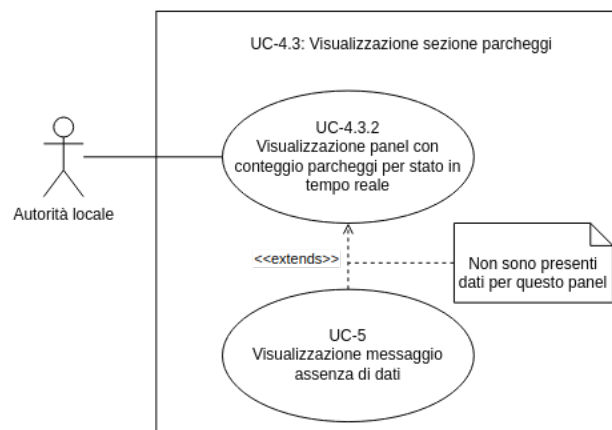 UC-4.3: Visualizzazione sezione parcheggi
UC-4.3.2
Visualizzazione panel con
conteggio parcheggi per stato in
tempo reale
Autorità locale
<<extends>>
Non sono presenti
dati per questo panel
UC-5
Visualizzazione messaggio
assenza di dati